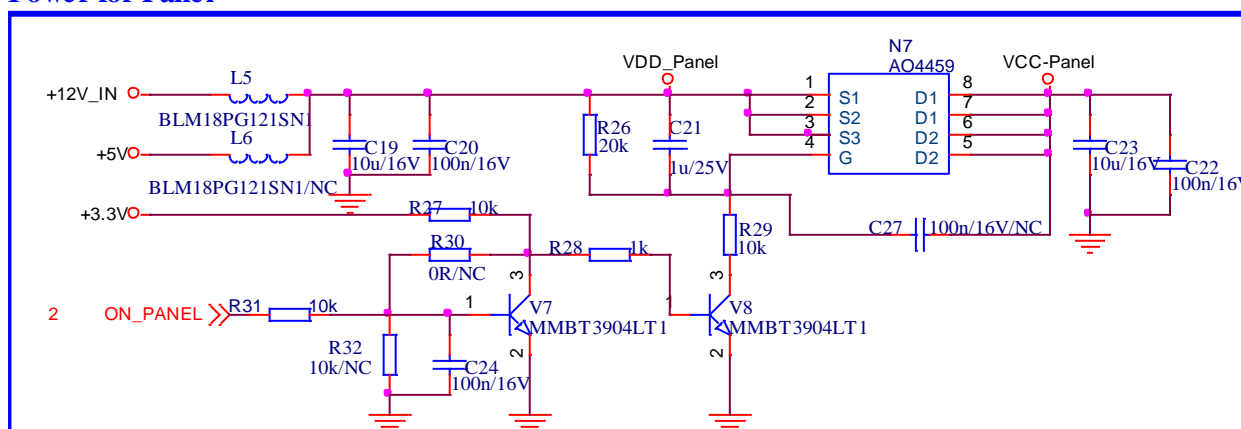 N7
AO4459
VDD_Panel
VCC-Panel
+12V_IN
L5
BLM18PG121SN1
1
2
3
4
S1
S2
S3
G
D1
D1
D2
D2
8
7
6
5
+5V
L6
BLM18PG121SN1/NC
C19
10u/16V
C20
100n/16V
R26
20k
C21
1u/25V
C23
10u/16V
C22
100n/16V
+3.3V
R27
10k
R30
0R/NC
R28
1k
R29
10k
C27
100n/16V/NC
2
ON_PANEL
R31
10k
1
3
V7
MMBT3904LT1
2
1
3
V8
MMBT3904LT1
2
R32
10k/NC
C24
100n/16V